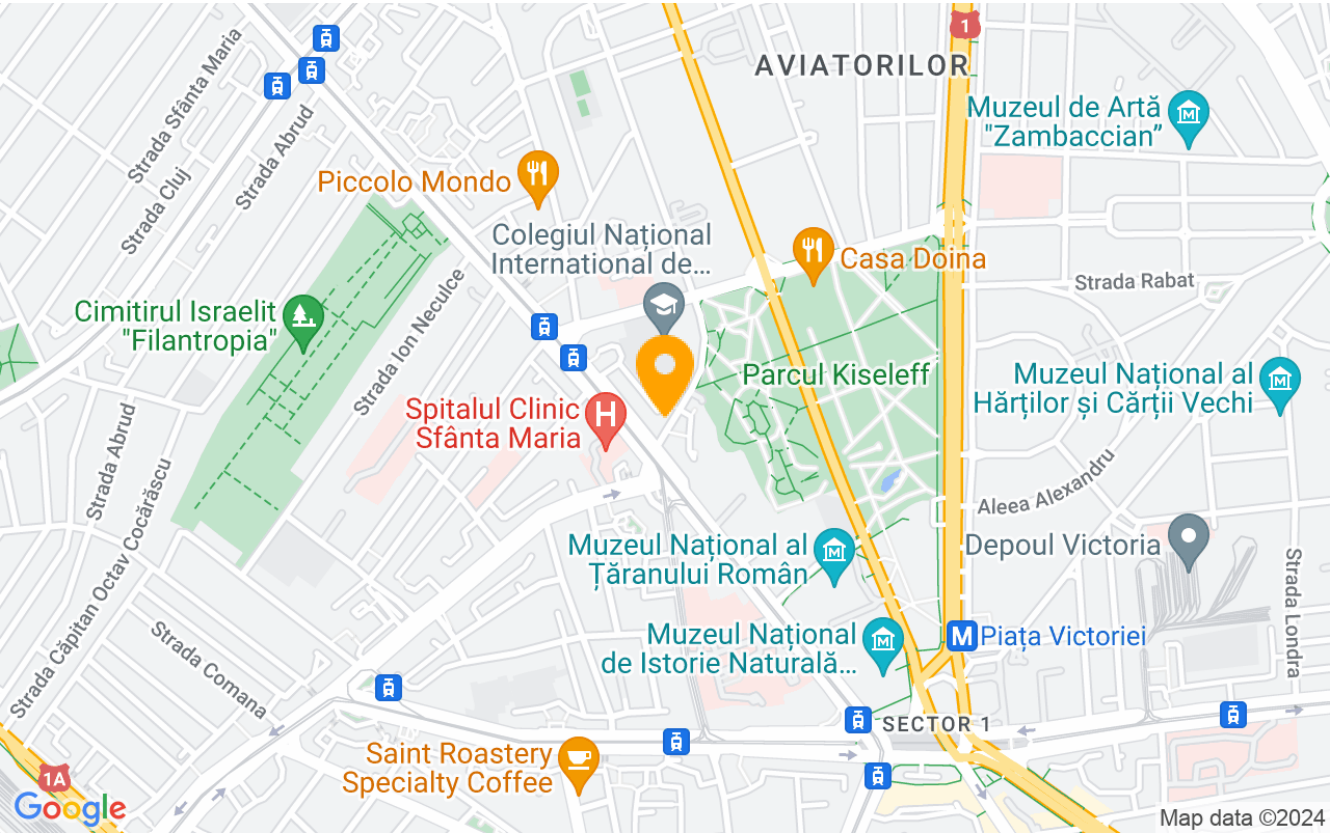 1
AVIATORILOR
Strada Sfânta Maria
Muzeul de Artă
"Zambaccian”
Strada Abrud
Piccolo Mondo
Strada Cluj
Colegiul Național
International de...
Casa Doina
Strada Rabat
Cimitirul Israelit
"Filantropia"
Strada Ion Neculce
Parcul Kiseleff
Muzeul Național al
Hărților și Cărții Vechi
Spitalul Clinic
Sfânta Maria
H
Strada Abrud
Strada Căpitan Octav Cocărăscu
Aleea Alexandru
Muzeul Național al
Țăranului Român
Depoul Victoria
Strada Londra
Muzeul Național
de Istorie Naturală...
M
Piața Victoriei
Strada Comana
SECTOR 1
Saint Roastery
Specialty Coffee
1A
Google
Map data ©2024